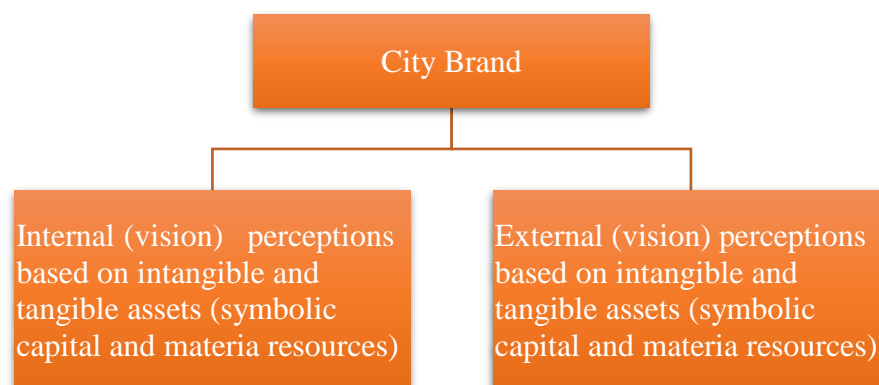 City Brand
Internal (vision) perceptions
based on intangible and
tangible assets (symbolic
capital and materia resources)
External (vision) perceptions
based on intangible and
tangible assets (symbolic
capital and materia resources)